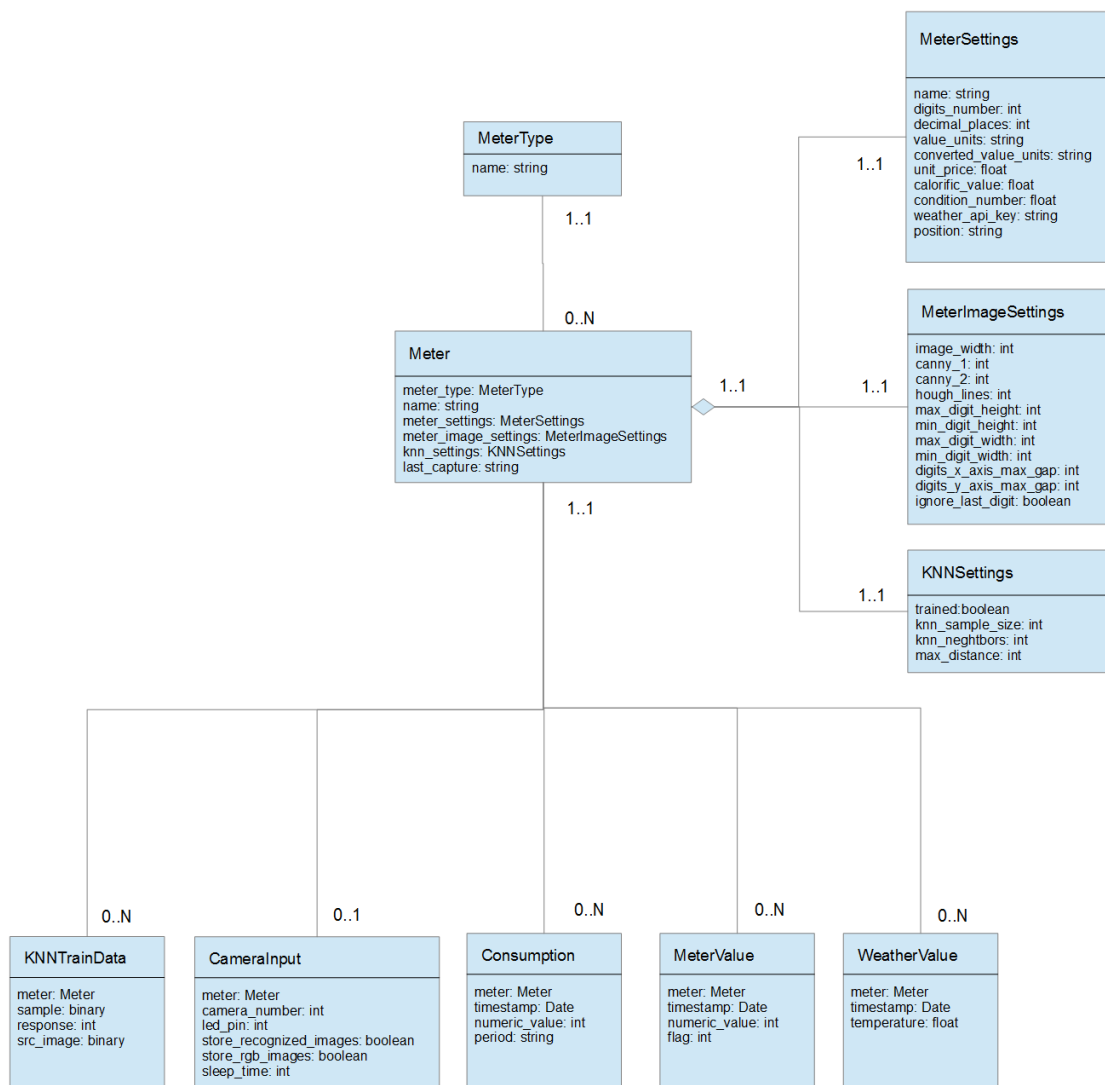 MeterSettings
name: string
digits_number: int
decimal_places: int
value_units: string
converted_value_units: string
unit_price: float
calorific_value: float
condition_number: float
weather_api_key: string
position: string
1..1
MeterType
name: string
1..1
0..N
Meter
meter_type: MeterType
name: string
meter_settings: MeterSettings
meter_image_settings: MeterImageSettings
knn_settings: KNNSettings
last_capture: string
1..1
1..1
1..1
MeterImageSettings
image_width: int
canny_1: int
canny_2: int
hough_lines: int
max_digit_height: int
min_digit_height: int
max_digit_width: int
min_digit_width: int
digits_x_axis_max_gap: int
digits_y_axis_max_gap: int
ignore_last_digit: boolean
1..1
KNNSettings
trained:boolean
knn_sample_size: int
knn_neghtbors: int
max_distance: int
0..N
KNNTrainData
meter: Meter
sample: binary
response: int
src_image: binary
0..1
CameraInput
meter: Meter
camera_number: int
led_pin: int
store_recognized_images: boolean
store_rgb_images: boolean
sleep_time: int
0..N
Consumption
meter: Meter
timestamp: Date
numeric_value: int
period: string
0..N
MeterValue
meter: Meter
timestamp: Date
numeric_value: int
flag: int
0..N
WeatherValue
meter: Meter
timestamp: Date
temperature: float